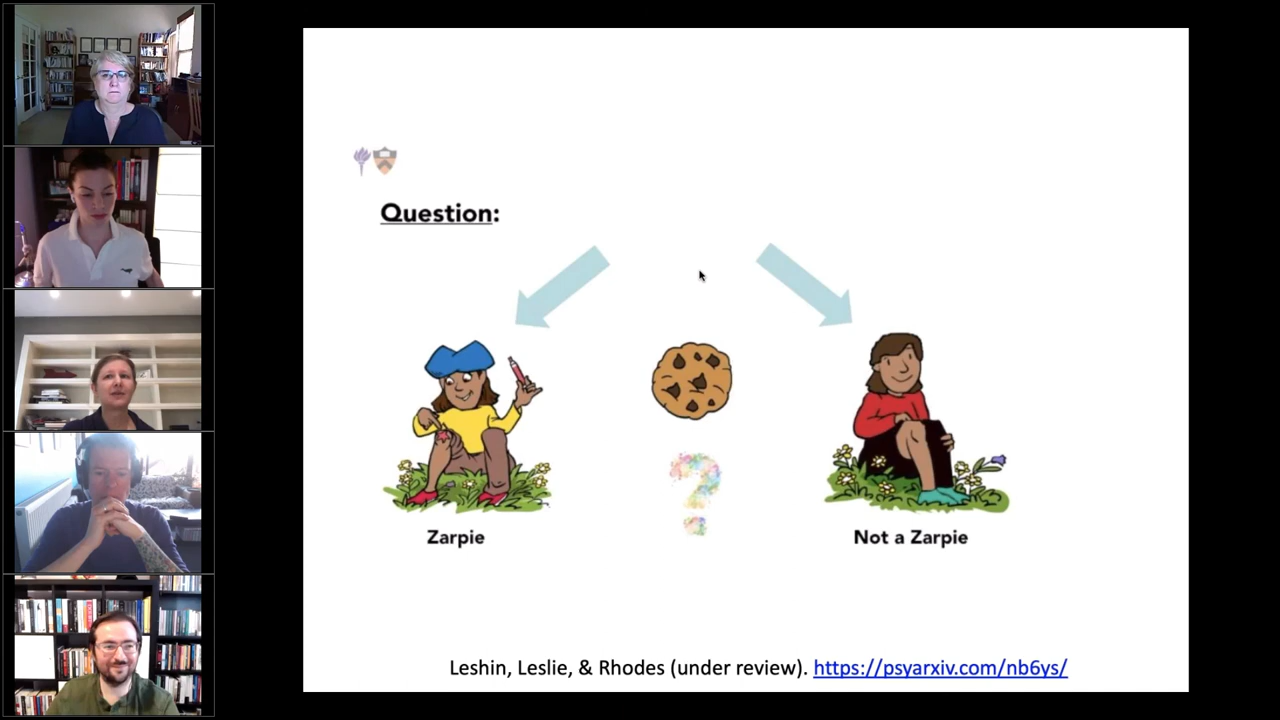 Question:
Zarpie
Not a Zarpie
Leshin, Leslie, & Rhodes (under review). https://psyarxiv.com/nb6ys/